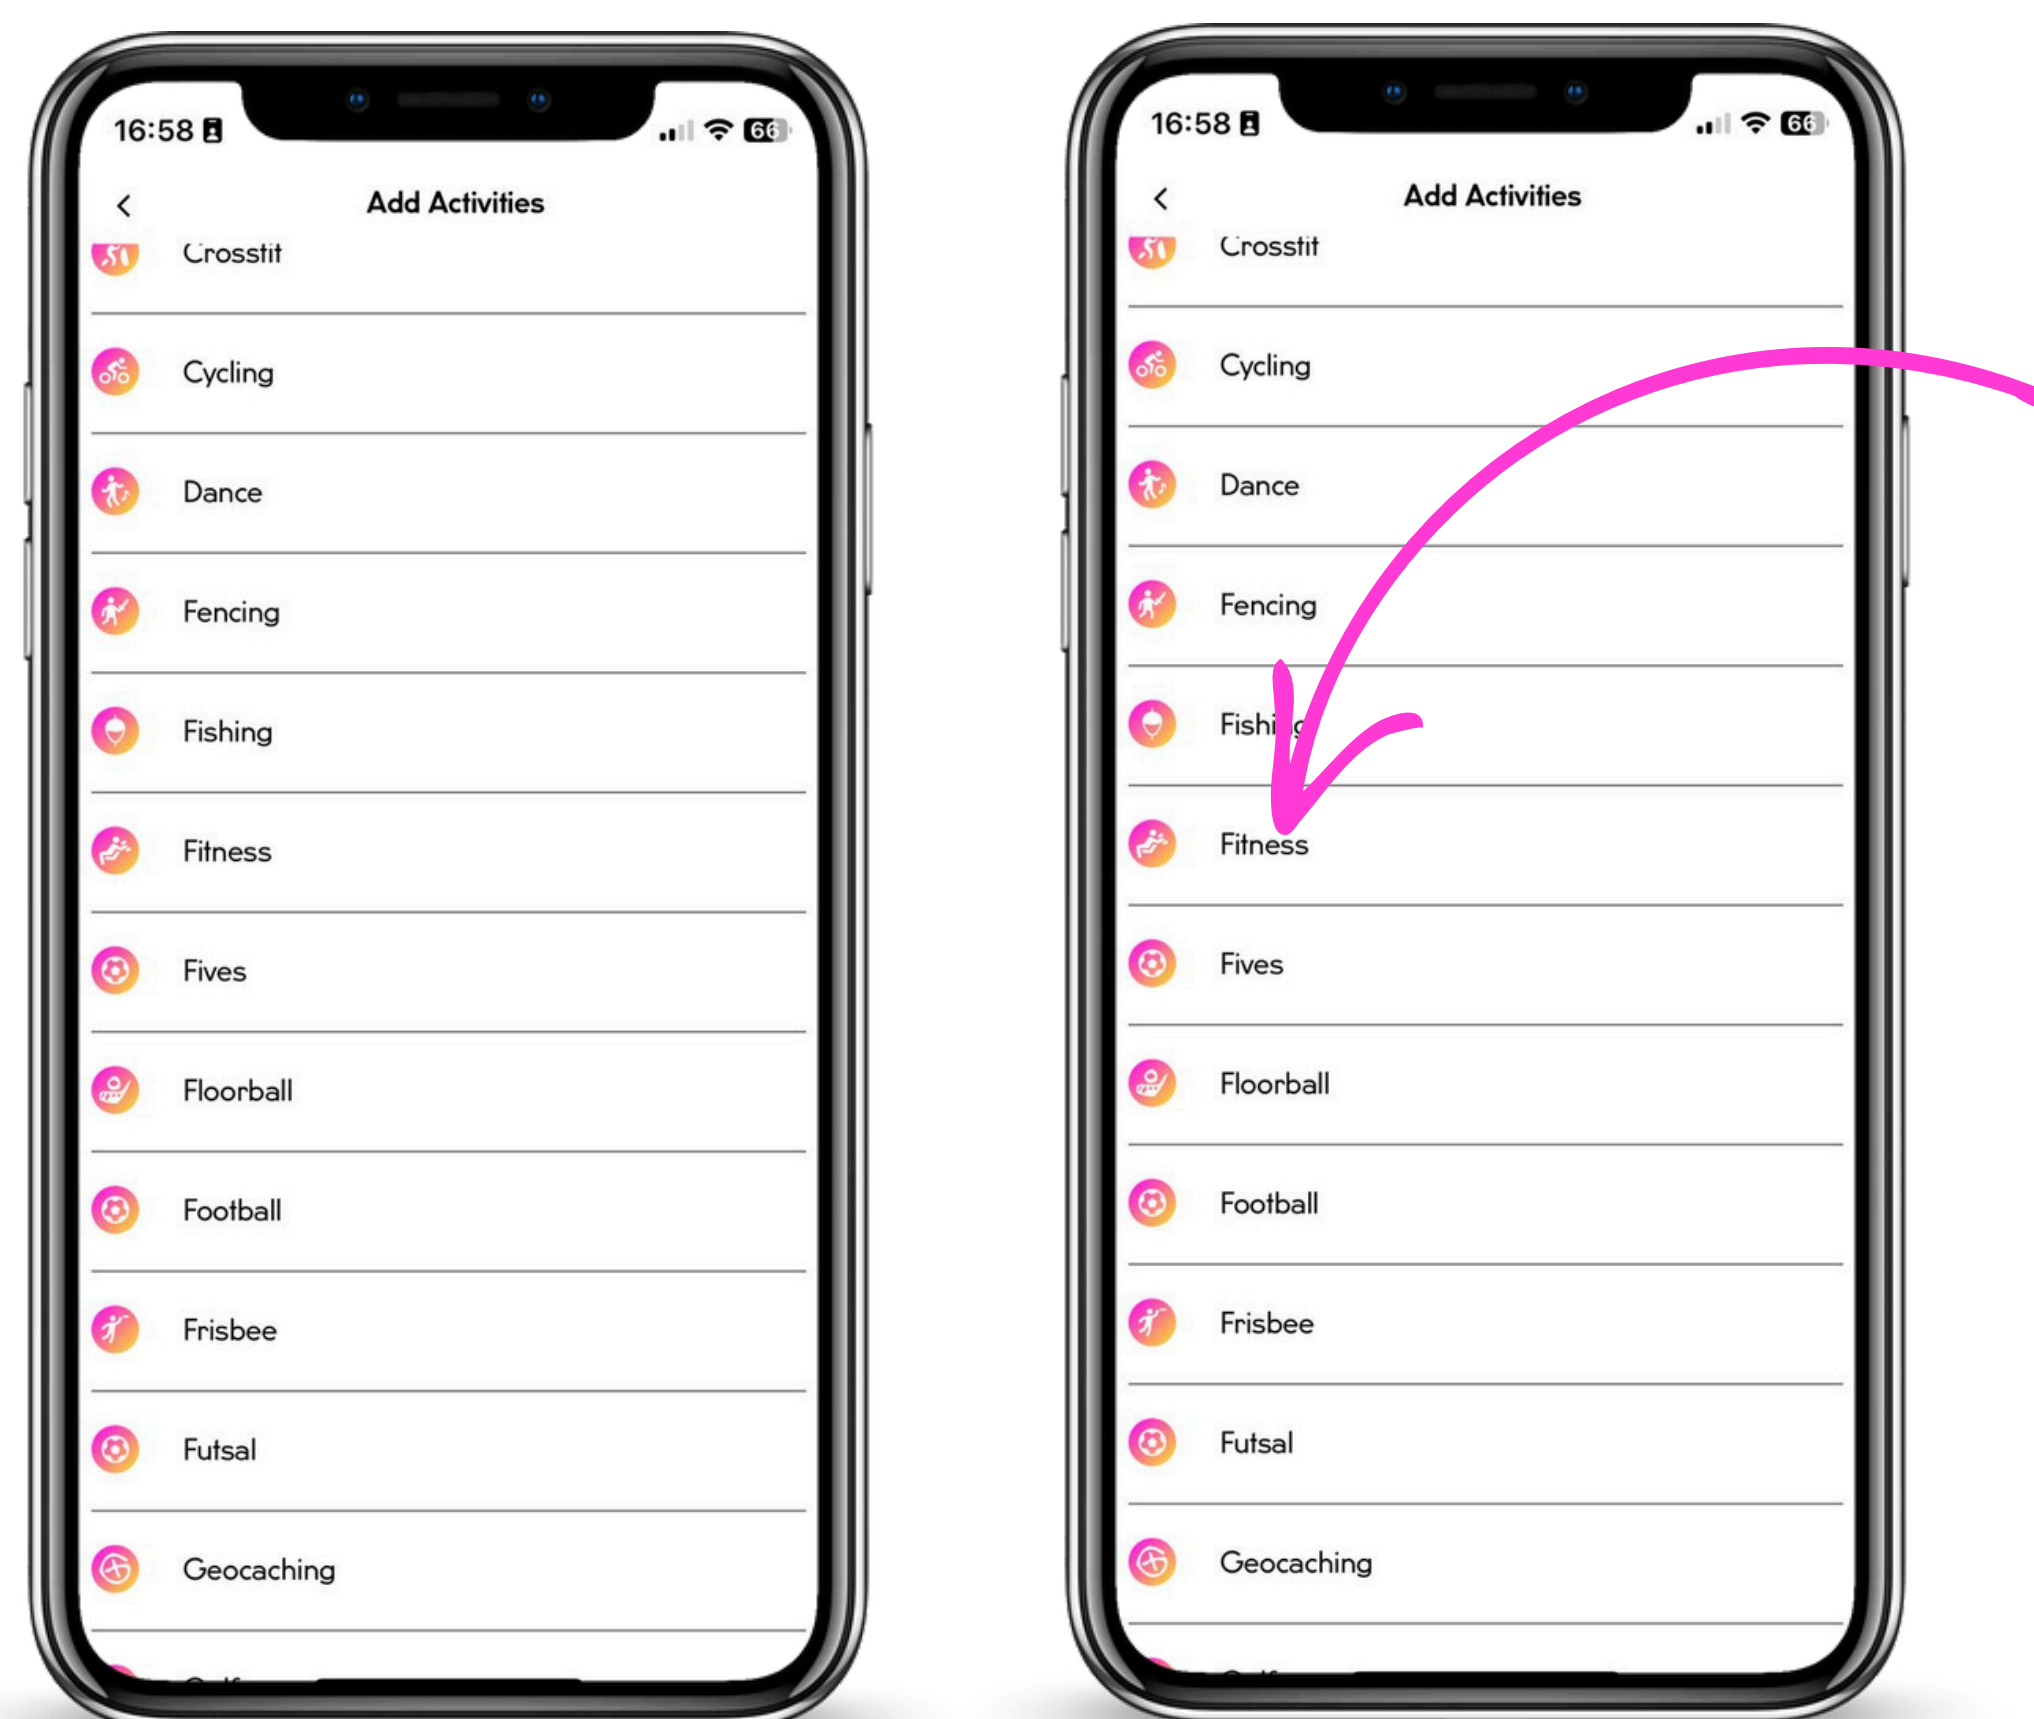 16:58
66
Add Activities
Crossfit
Cycling
Dance
Fencing
Fishing
Fitness
Fives
Floorball
Football
Frisbee
Futsal
Geocaching
16:58
66
Add Activities
Crossfit
Cycling
Dance
Fencing
Fishing
Fitness
Fives
Floorball
Football
Frisbee
Futsal
Geocaching